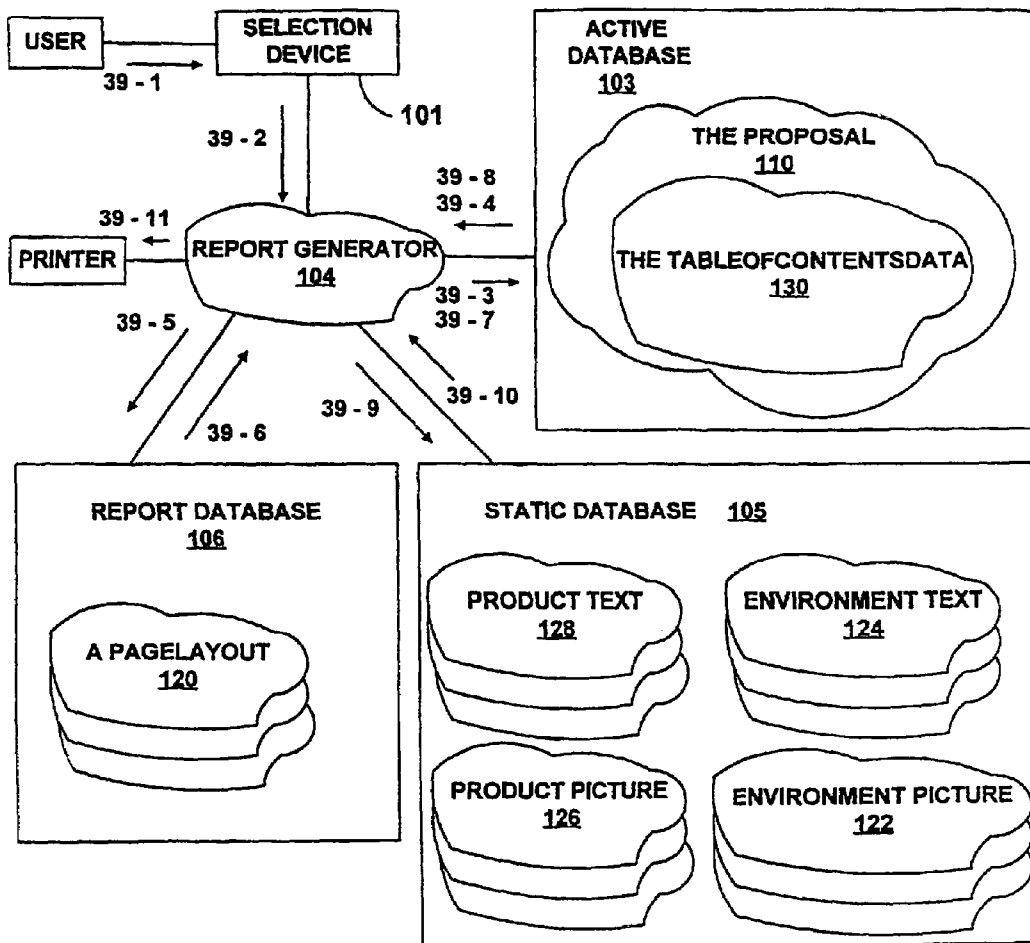 USER
SELECTION
DEVICE
39 - 1
101
39 - 2
ACTIVE
DATABASE
103
THE PROPOSAL
110
THE TABLEOFCONTENTSDATA
130
39 - 8
39 - 4
39 - 11
PRINTER
REPORT GENERATOR
104
39 - 3
39 - 7
39 - 5
39 - 6
39 - 9
39 - 10
REPORT DATABASE
106
A PAGELAYOUT
120
STATIC DATABASE 105
PRODUCT TEXT
128
ENVIRONMENT TEXT
124
PRODUCT PICTURE
126
ENVIRONMENT PICTURE
122